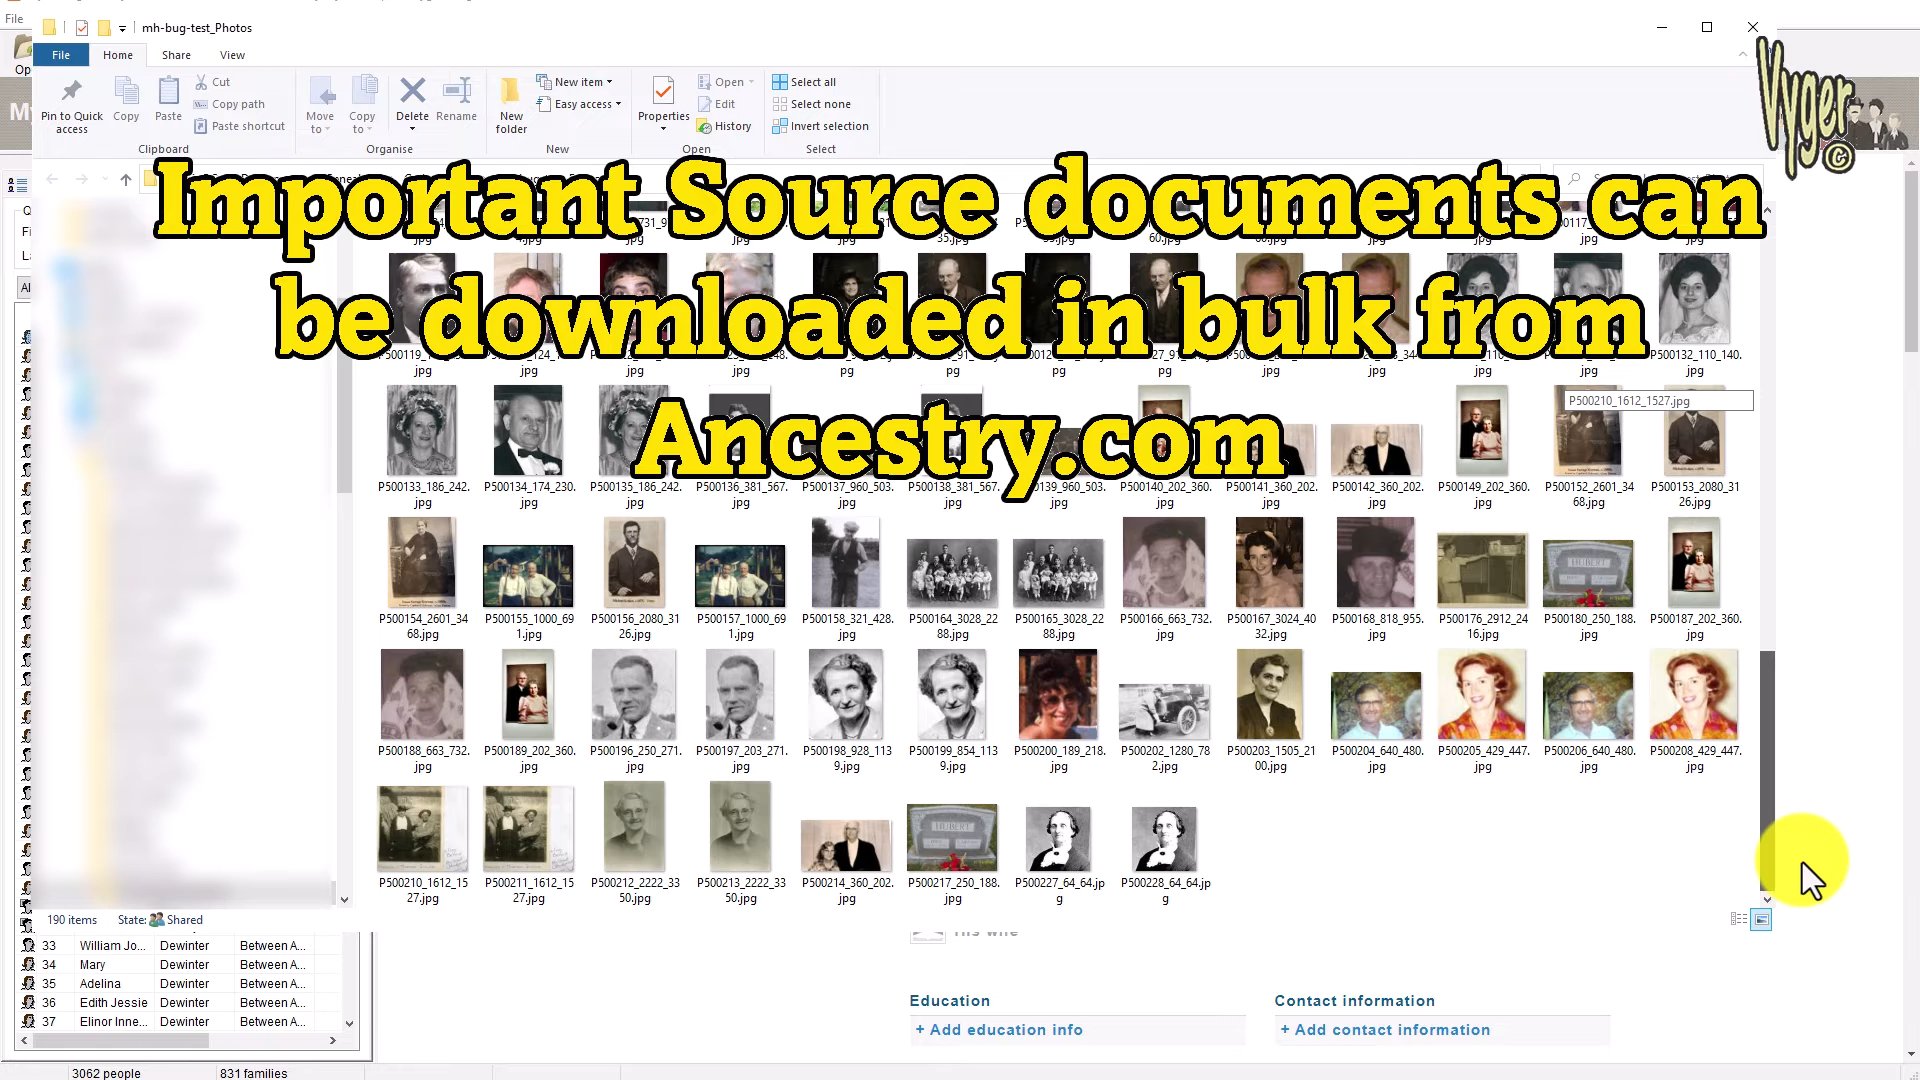 File
mh-bug-test_Photos
File Home Share View
Pin to Quick access
Copy
Paste
Cut
Copy path
Paste shortcut
Clipboard
Move to
Copy to
Delete
Rename
Organise
New folder
New item
Easy access
New
Properties
Open
Edit
History
Open
Select all
Select none
Invert selection
Select
Vyger ©
Important Source documents can
be downloaded in bulk from
Ancestry.com
P500132_110_140.jpg
P500210_1612_1527.jpg
P500133_186_242.jpg
P500134_174_230.jpg
P500135_186_242.jpg
P500136_381_567.jpg
P500137_960_503.jpg
P500138_381_567.jpg
P500140_202_360.jpg
P500141_360_202.jpg
P500142_360_202.jpg
P500149_202_360.jpg
P500152_2601_3468.jpg
P500153_2080_3126.jpg
P500154_2601_3468.jpg
P500155_1000_691.jpg
P500156_2080_3126.jpg
P500157_1000_691.jpg
P500158_321_428.jpg
P500164_3028_2288.jpg
P500165_3028_2288.jpg
P500166_663_732.jpg
P500167_3024_4032.jpg
P500168_818_955.jpg
P500176_2912_2416.jpg
P500180_250_188.jpg
P500187_202_360.jpg
P500188_663_732.jpg
P500189_202_360.jpg
P500196_250_271.jpg
P500197_203_271.jpg
P500198_928_1139.jpg
P500199_854_1139.jpg
P500200_189_218.jpg
P500202_1280_782.jpg
P500203_1505_2100.jpg
P500204_640_480.jpg
P500205_429_447.jpg
P500206_640_480.jpg
P500208_429_447.jpg
P500210_1612_1527.jpg
P500211_1612_1527.jpg
P500212_2222_3350.jpg
P500213_2222_3350.jpg
P500214_360_202.jpg
P500217_250_188.jpg
P500227_64_64.jpg
P500228_64_64.jpg
190 items State: Shared
33 William Jo... Dewinter Between A...
34 Mary Dewinter Between A...
35 Adelina Dewinter Between A...
36 Edith Jessie Dewinter Between A...
37 Elinor Inne... Dewinter Between A...
Education
+ Add education info
Contact information
+ Add contact information
3062 people 831 families